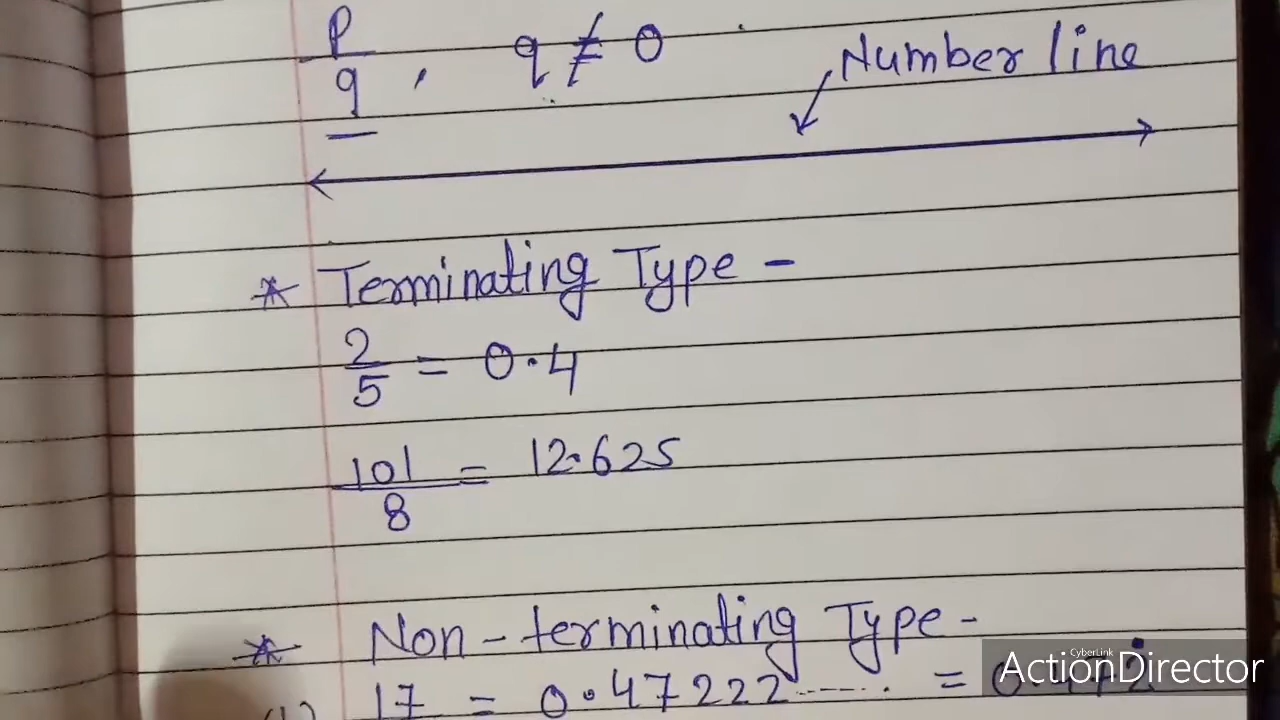 P
q , q ≠ 0
Number line
* Terminating Type -
2
5 = 0.4
101 = 12.625
8
* Non-terminating Type -
17 = 0.47222...... =
CyberLink
ActionDirector